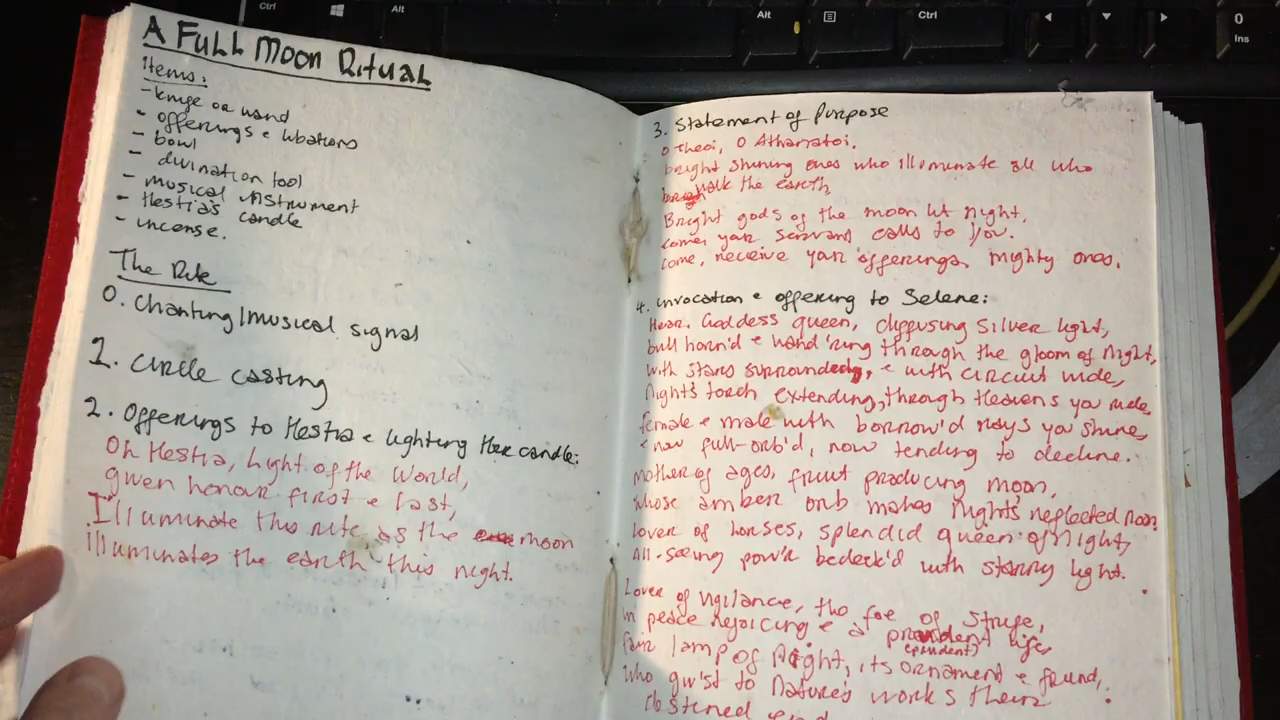 Ctrl
Alt
Alt
Ctrl
0
Ins
A Full Moon Ritual
Items:
- knife or wand
- offerings & libations
- bowl
- divination tool
- musical instrument
- Hestia's candle
- incense.
The Rite
0. Chanting/musical signal
1. Circle casting
2. Offerings to Hestia & lighting Her candle:
Oh Hestia, Light of the World,
given honour first & last,
Illuminate this rite as the moon
illuminates the earth this night.
3. Statement of Purpose
O Theoi, O Athanatoi,
bright shining ones who illuminate all who
walk the earth,
Bright gods of the moon lit night,
come, your servant calls to you.
come, receive your offerings, mighty ones.
4. Invocation & offering to Selene:
Hear, Goddess queen, diffusing silver light,
bull horn'd & wand'ring through the gloom of Night,
with stars surrounded, & with circuit wide,
Night's torch extending, through Heavens you ride,
female & male with borrow'd rays you shine,
& now full-orb'd, now tending to decline.
mother of ages, fruit producing moon,
whose amber orb makes Night's reflected noon.
Lover of horses, splendid queen of Night,
All-seeing pow'r bedeck'd with starry light.
Lover of vigilance, the foe of strife,
in peace rejoicing & a prudent life,
(prudent)
Fair lamp of Night, its ornament & friend,
Who giv'st to Nature's works their
destined end